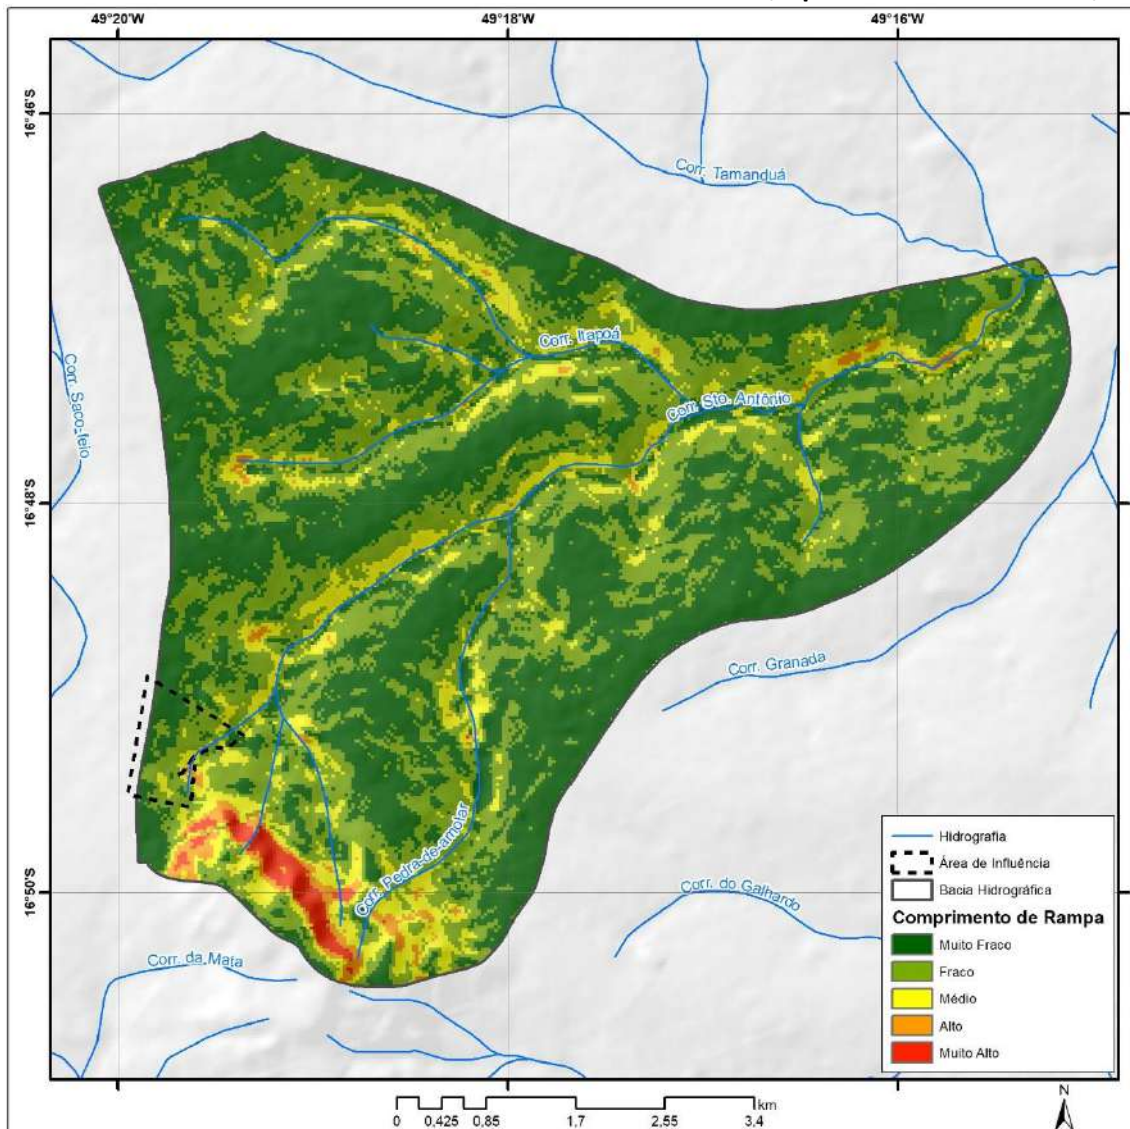 49°20'W
49°18'W
49°16'W
16°46'S
Corr. Tamanduá
Corr. Itapoá
Corr. Saco-feio
Corr. Sto. Antônio
16°48'S
Corr. Granada
Corr. Pedra-de-amolar
16°50'S
Corr. do Galhardo
Corr. da Mata
Hidrografia
Área de Influência
Bacia Hidrográfica
Comprimento de Rampa
Muito Fraco
Fraco
Médio
Alto
Muito Alto
N
km
0 0,425 0,85 1,7 2,55 3,4